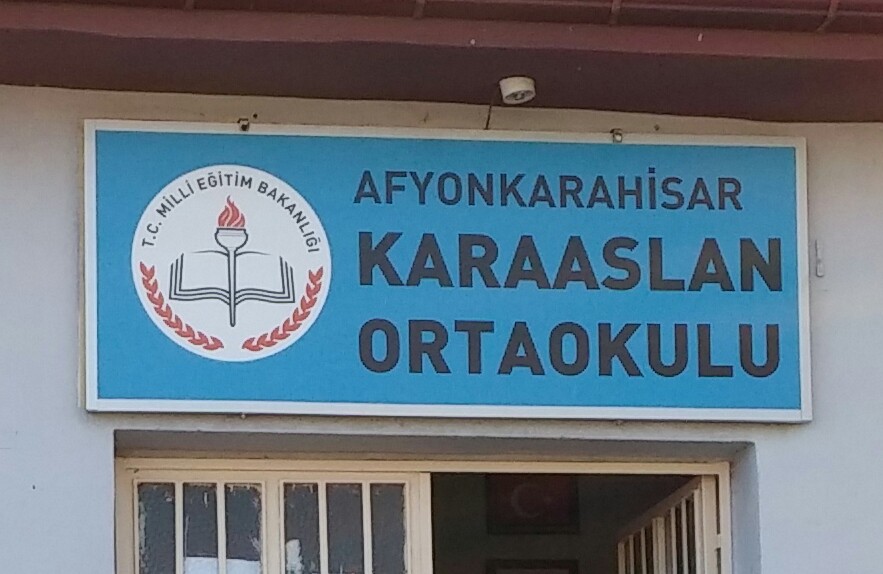 T.C. MİLLİ EĞİTİM BAKANLIĞI
AFYONKARAHİSAR
KARAASLAN
ORTAOKULU